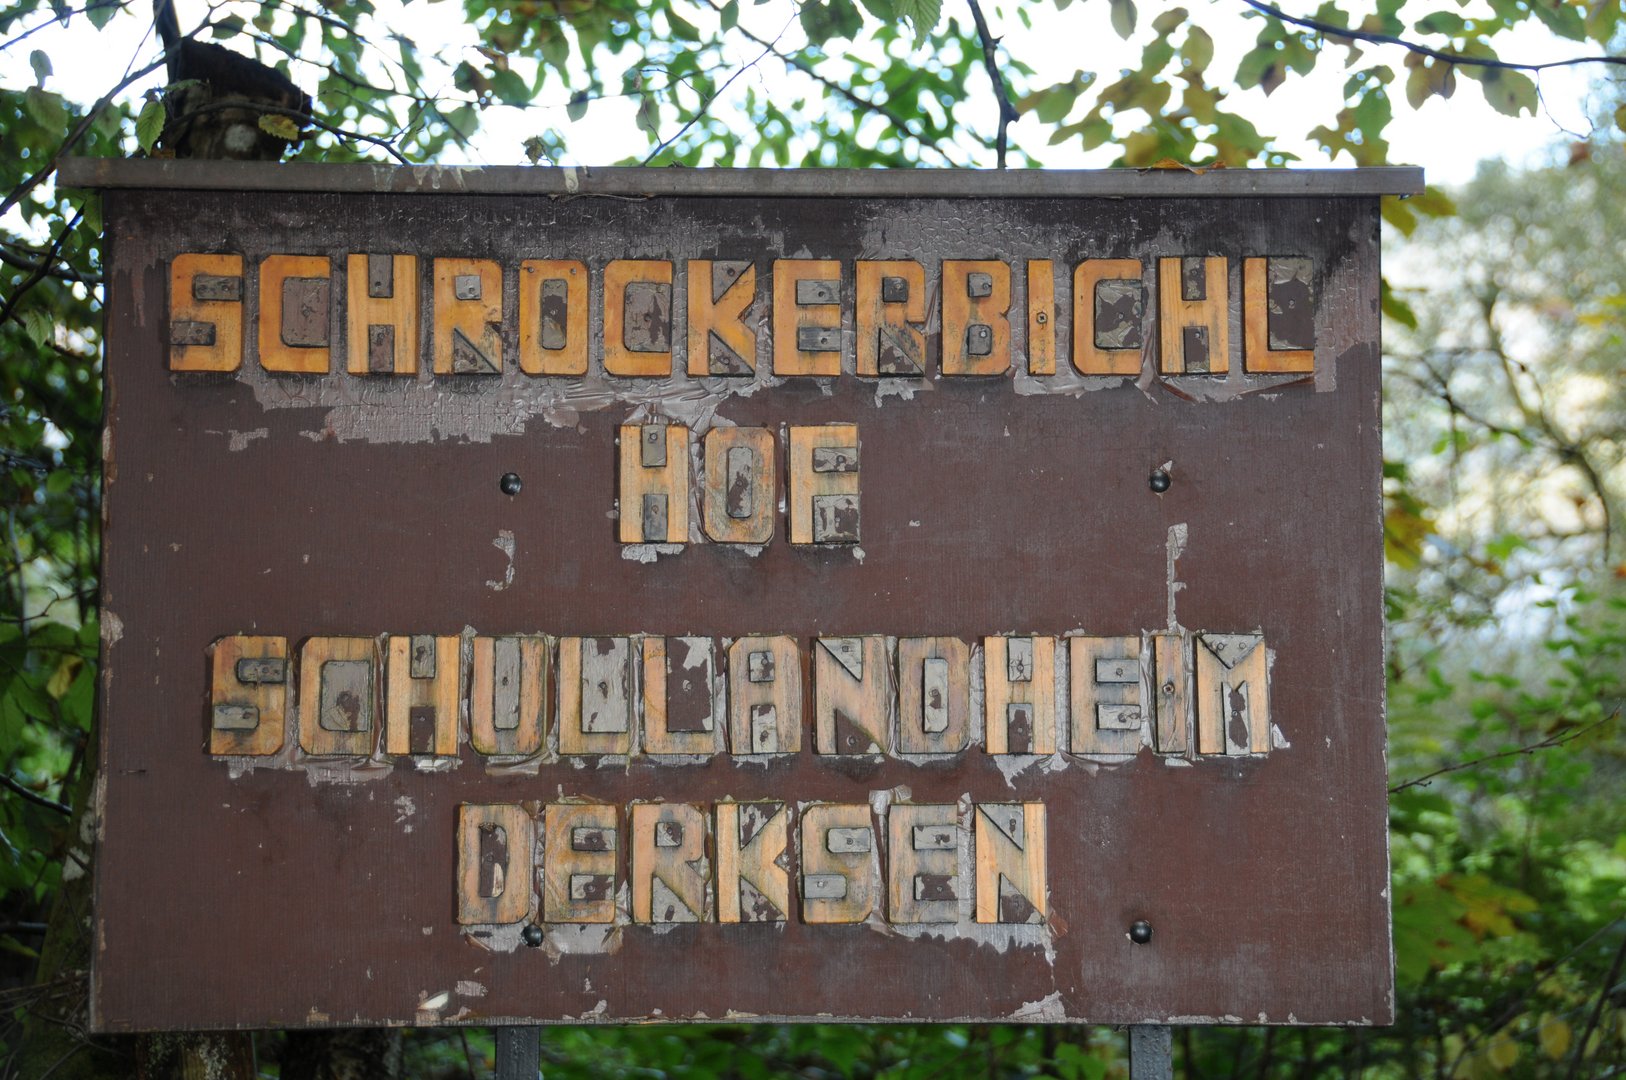 SCHROCKERBICHL
HOF
SCHULLANDHEIM
DERKSEN